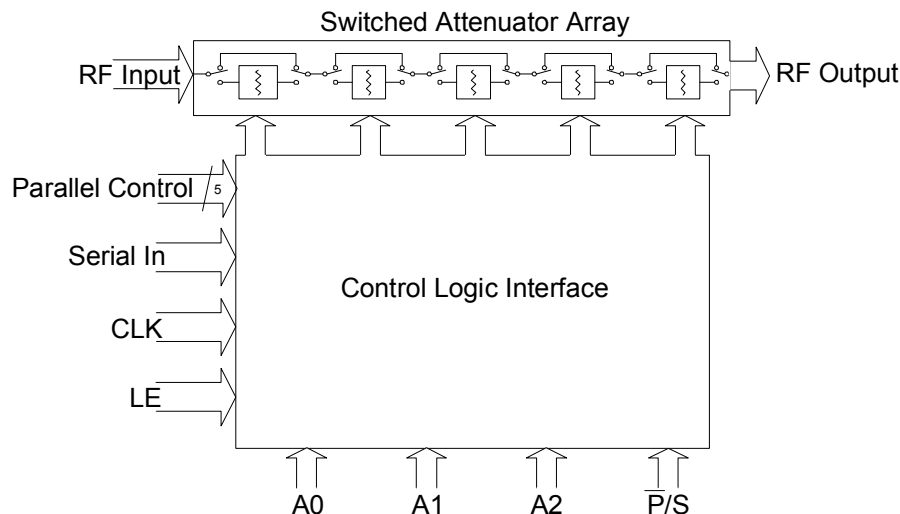 Switched Attenuator Array
RF Input
RF Output
Parallel Control
5
Serial In
Control Logic Interface
CLK
LE
A0
A1
A2
P̅/S